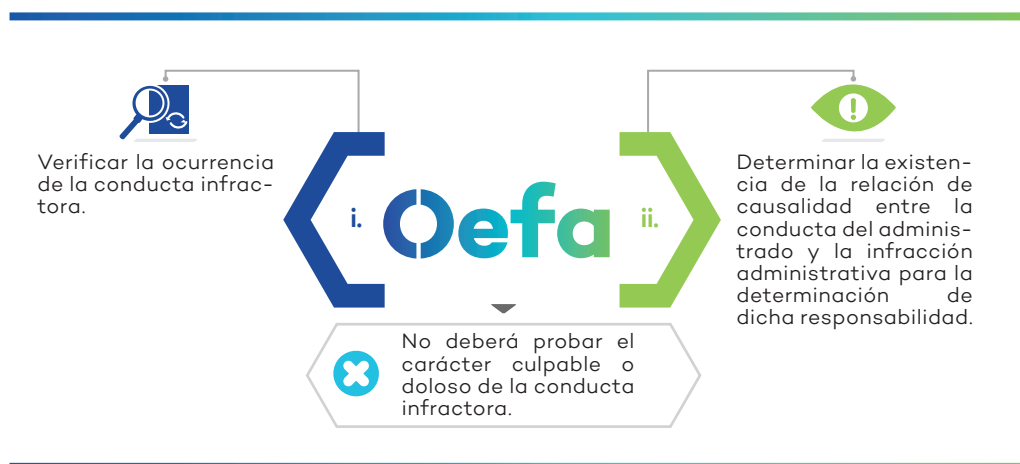 Verificar la ocurrencia
de la conducta infrac-
tora.
i.
Oefa
ii.
Determinar la existen-
cia de la relación de
causalidad entre la
conducta del adminis-
trado y la infracción
administrativa para la
determinación de
dicha responsabilidad.
No deberá probar el
carácter culpable o
doloso de la conducta
infractora.